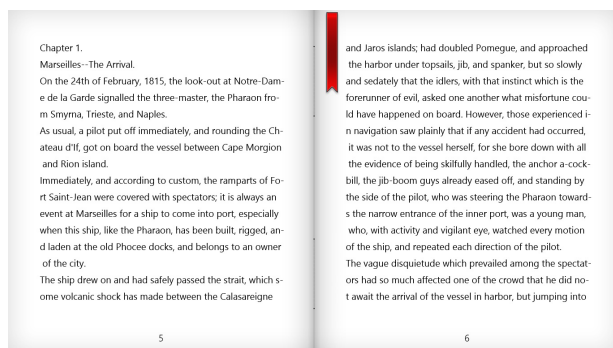 Chapter 1.
Marseilles--The Arrival.
On the 24th of February, 1815, the look-out at Notre-Dam-
e de la Garde signalled the three-master, the Pharaon fro-
m Smyrna, Trieste, and Naples.
As usual, a pilot put off immediately, and rounding the Ch-
ateau d'If, got on board the vessel between Cape Morgion
and Rion island.
Immediately, and according to custom, the ramparts of Fo-
rt Saint-Jean were covered with spectators; it is always an
event at Marseilles for a ship to come into port, especially
when this ship, like the Pharaon, has been built, rigged, an-
d laden at the old Phocee docks, and belongs to an owner
of the city.
The ship drew on and had safely passed the strait, which s-
ome volcanic shock has made between the Calasareigne
5
and Jaros islands; had doubled Pomegue, and approached
the harbor under topsails, jib, and spanker, but so slowly
and sedately that the idlers, with that instinct which is the
forerunner of evil, asked one another what misfortune cou-
ld have happened on board. However, those experienced i-
n navigation saw plainly that if any accident had occurred,
it was not to the vessel herself, for she bore down with all
the evidence of being skilfully handled, the anchor a-cock-
bill, the jib-boom guys already eased off, and standing by
the side of the pilot, who was steering the Pharaon toward-
s the narrow entrance of the inner port, was a young man,
who, with activity and vigilant eye, watched every motion
of the ship, and repeated each direction of the pilot.
The vague disquietude which prevailed among the spectat-
ors had so much affected one of the crowd that he did no-
t await the arrival of the vessel in harbor, but jumping into
6